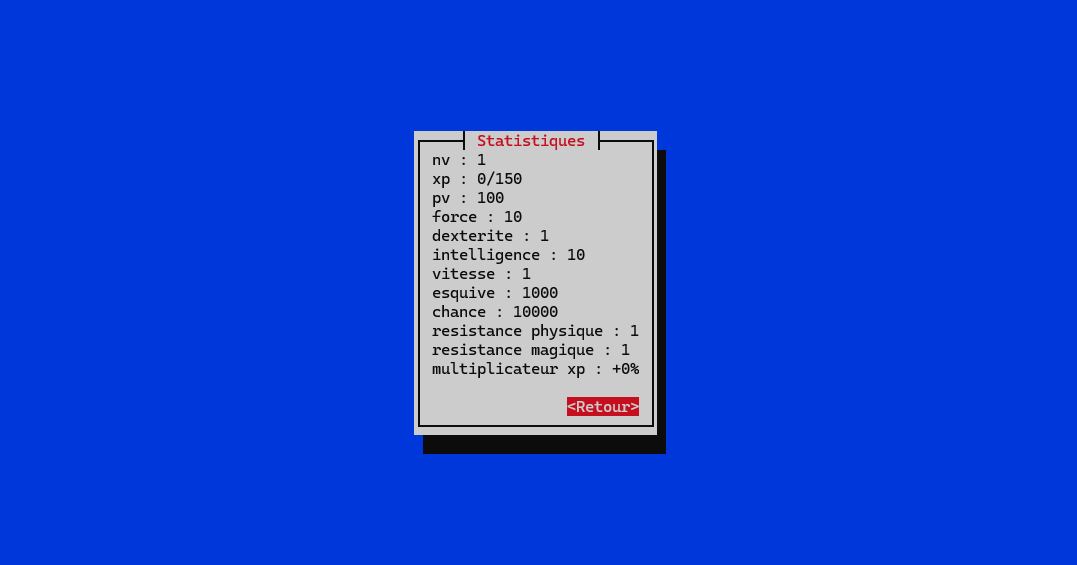 Statistiques
nv : 1
xp : 0/150
pv : 100
force : 10
dexterite : 1
intelligence : 10
vitesse : 1
esquive : 1000
chance : 10000
resistance physique : 1
resistance magique : 1
multiplicateur xp : +0%
<Retour>